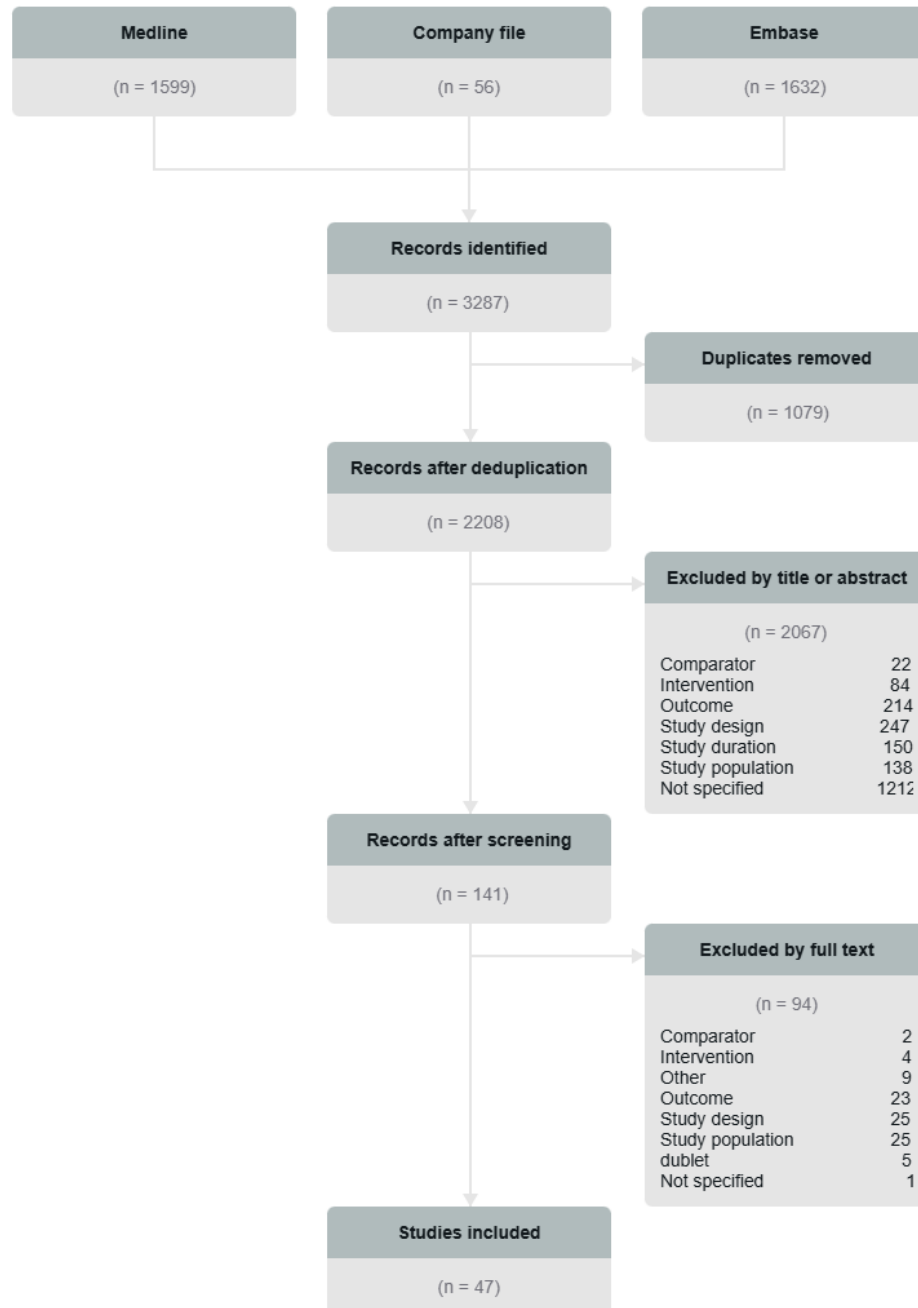 Medline
(n = 1599)
Company file
(n = 56)
Embase
(n = 1632)
Records identified
(n = 3287)
Duplicates removed
(n = 1079)
Records after deduplication
(n = 2208)
Excluded by title or abstract
(n = 2067)
Comparator 22
Intervention 84
Outcome 214
Study design 247
Study duration 150
Study population 138
Not specified 1212
Records after screening
(n = 141)
Excluded by full text
(n = 94)
Comparator 2
Intervention 4
Other 9
Outcome 23
Study design 25
Study population 25
dublet 5
Not specified 1
Studies included
(n = 47)